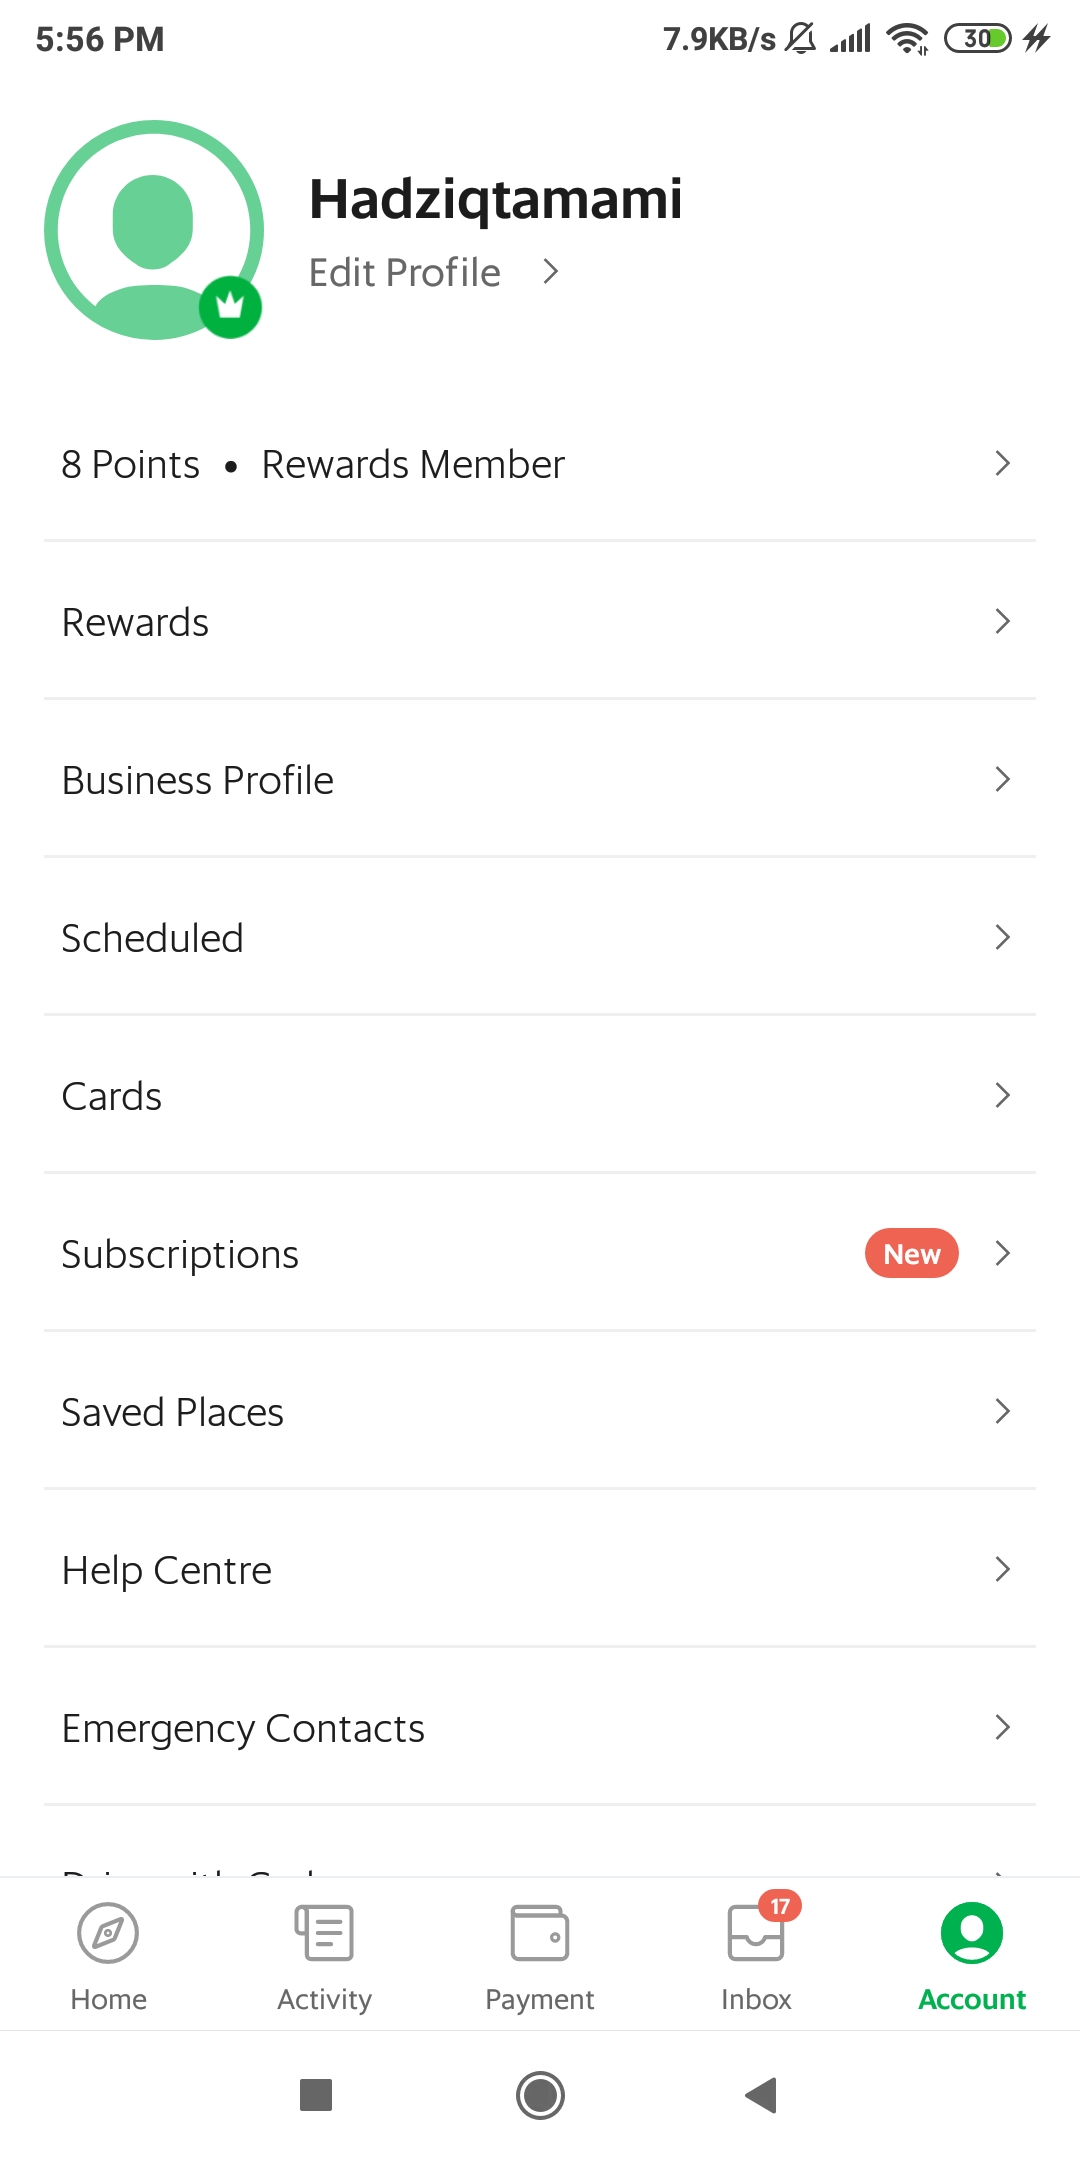 5:56 PM 7.9KB/s 30
Hadziqtamami
Edit Profile
8 Points • Rewards Member
Rewards
Business Profile
Scheduled
Cards
Subscriptions New
Saved Places
Help Centre
Emergency Contacts
17
Home Activity Payment Inbox Account